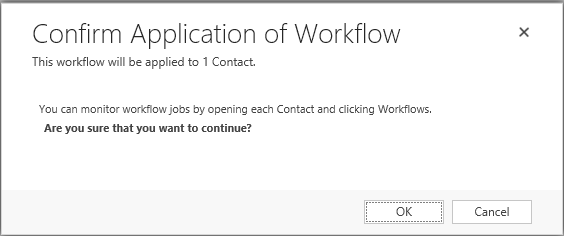 Confirm Application of Workflow
This workflow will be applied to 1 Contact.
You can monitor workflow jobs by opening each Contact and clicking Workflows.
Are you sure that you want to continue?
OK Cancel